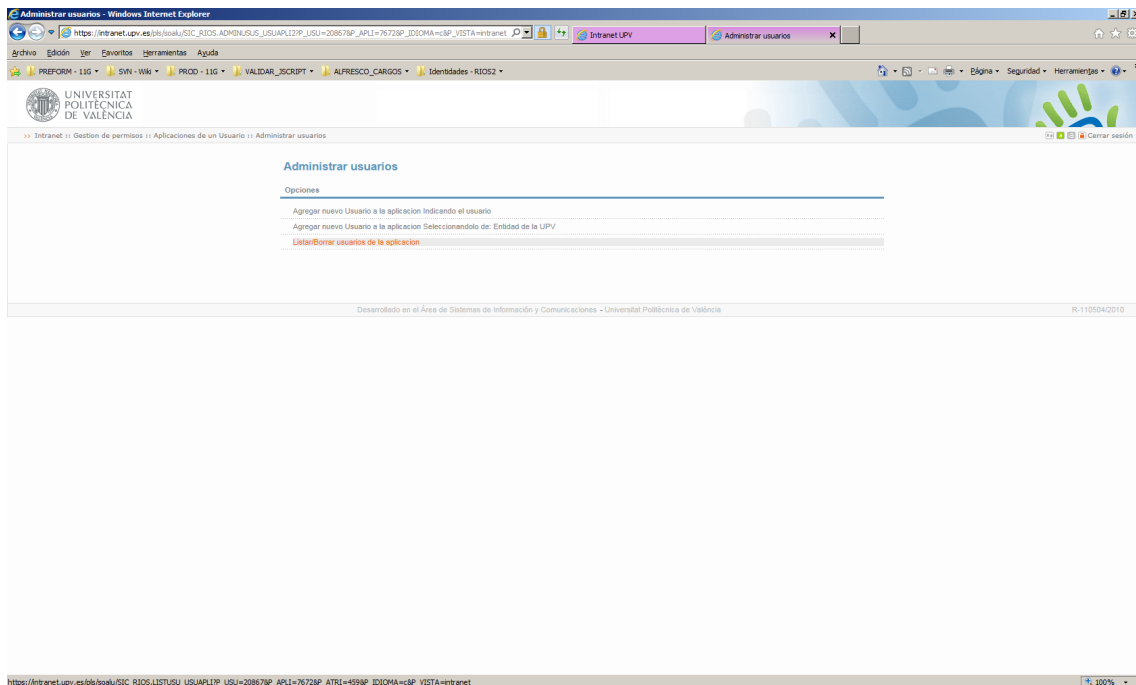 Administrar usuarios - Windows Internet Explorer
https://intranet.upv.es/pls/soalu/SIC_RIOS.ADMINUSUS_USUAPLI2?P_USU=20867&P_APLI=7672&P_IDIOMA=c&P_VISTA=intranet
Intranet UPV
Administrar usuarios
Archivo Edición Ver Favoritos Herramientas Ayuda
PREFORM - 11G SVN - Wiki PROD - 11G VALIDAR_JSCRIPT ALFRESCO_CARGOS Identidades - RIOS2 Página Seguridad Herramientas
UNIVERSITAT
POLITÈCNICA
DE VALÈNCIA
>> Intranet :: Gestion de permisos :: Aplicaciones de un Usuario :: Administrar usuarios Cerrar sesión
Administrar usuarios
Opciones
Agregar nuevo Usuario a la aplicacion Indicando el usuario
Agregar nuevo Usuario a la aplicacion Seleccionandolo de: Entidad de la UPV
Listar/Borrar usuarios de la aplicacion
Desarrollado en el Área de Sistemas de Información y Comunicaciones - Universitat Politècnica de València R-110504/2010
https://intranet.upv.es/pls/soalu/SIC_RIOS.LISTUSU_USUAPLI?P_USU=20867&P_APLI=7672&P_ATRI=459&P_IDIOMA=c&P_VISTA=intranet 100%